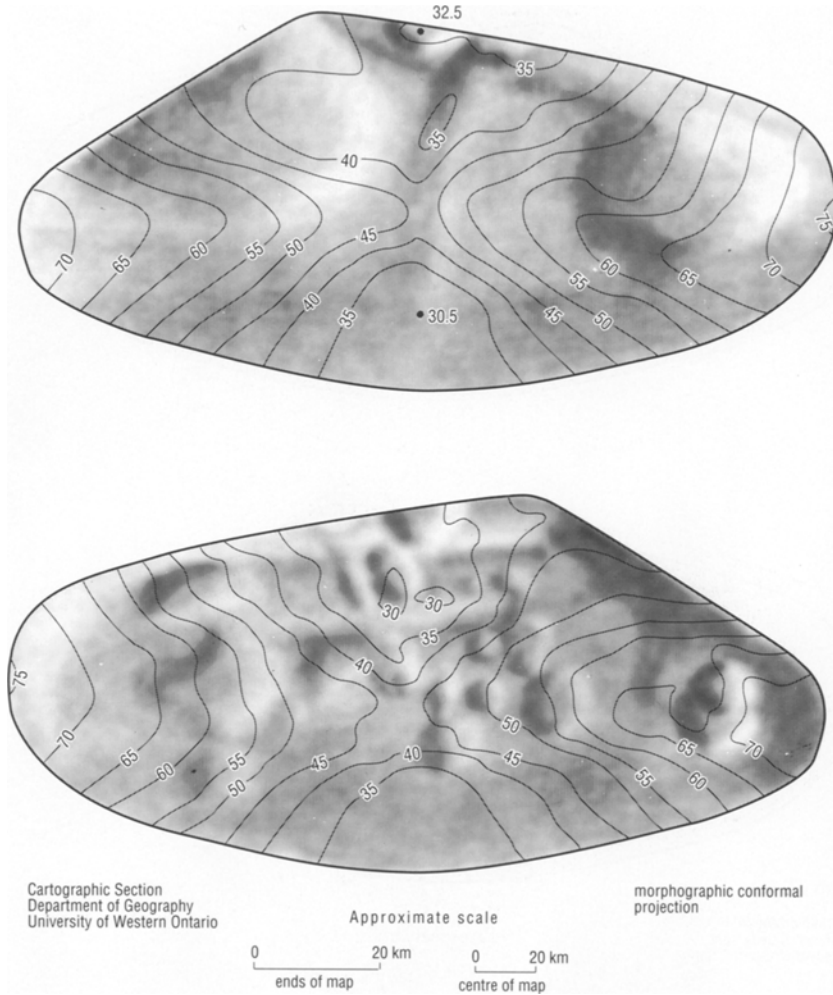 32.5
35
35
40
75
70 65 60 55 50 45
60 65 70
55
40 45 50
35 30.5
30 30
35
40
75
50
70 65 60 55 50 45 40 45 65 70
35 55 60
Cartographic Section
Department of Geography
University of Western Ontario
Approximate scale
morphographic conformal
projection
0 20 km
ends of map
0 20 km
centre of map